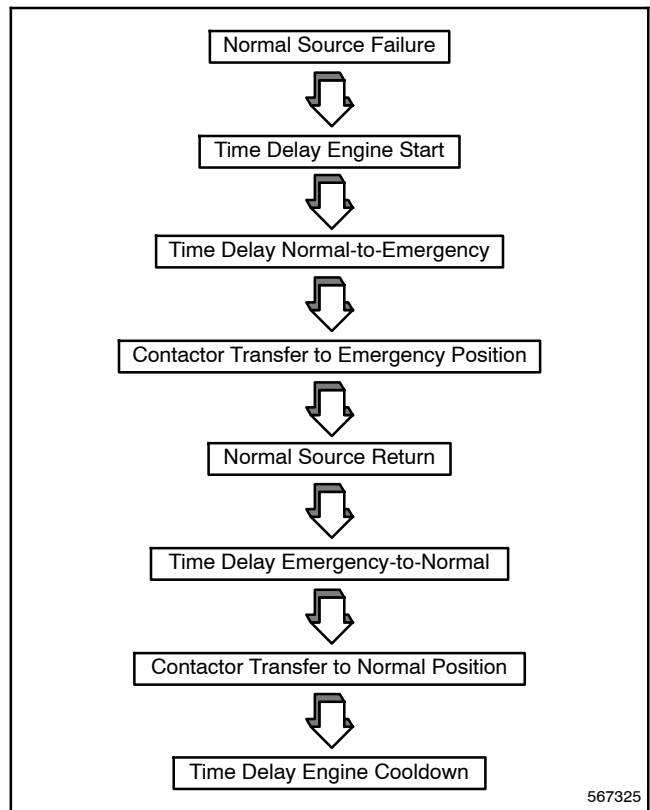 Normal Source Failure
Time Delay Engine Start
Time Delay Normal-to-Emergency
Contactor Transfer to Emergency Position
Normal Source Return
Time Delay Emergency-to-Normal
Contactor Transfer to Normal Position
Time Delay Engine Cooldown
567325